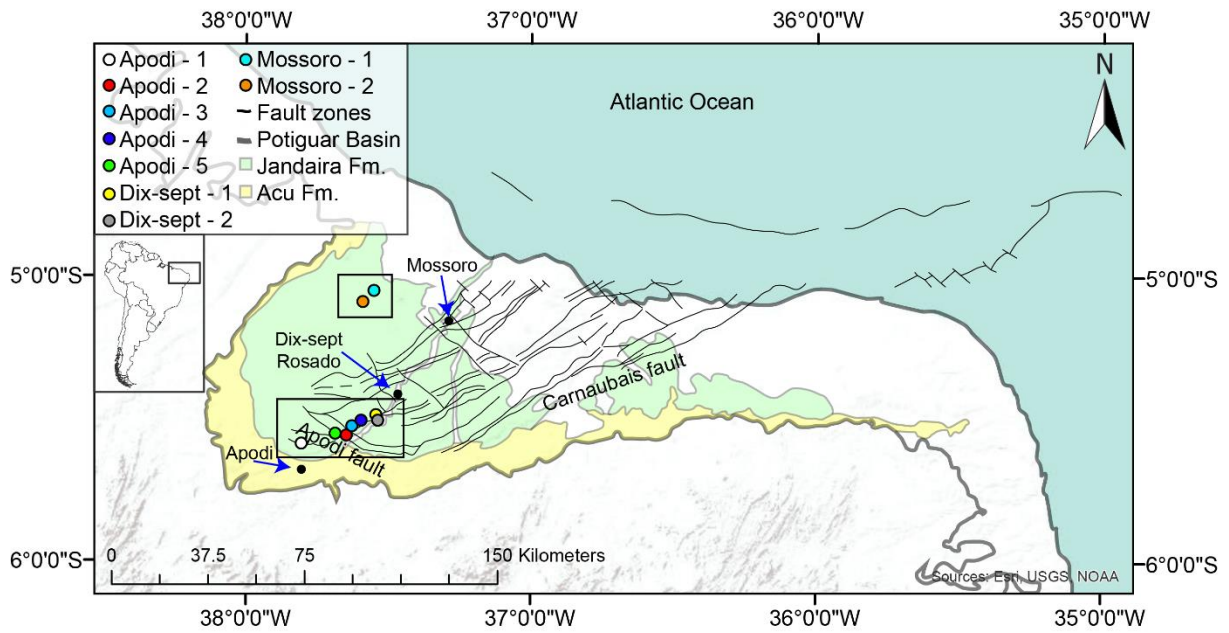 38°0'0"W
37°0'0"W
36°0'0"W
35°0'0"W
Apodi - 1
Apodi - 2
Apodi - 3
Apodi - 4
Apodi - 5
Dix-sept - 1
Dix-sept - 2
Mossoro - 1
Mossoro - 2
Fault zones
Potiguar Basin
Jandaira Fm.
Acu Fm.
Atlantic Ocean
N
5°0'0"S
5°0'0"S
Mossoro
Dix-sept
Rosado
Carnaubais fault
Apodi fault
Apodi
6°0'0"S
6°0'0"S
0 37.5 75 150 Kilometers
Sources: Esri, USGS, NOAA
38°0'0"W
37°0'0"W
36°0'0"W
35°0'0"W